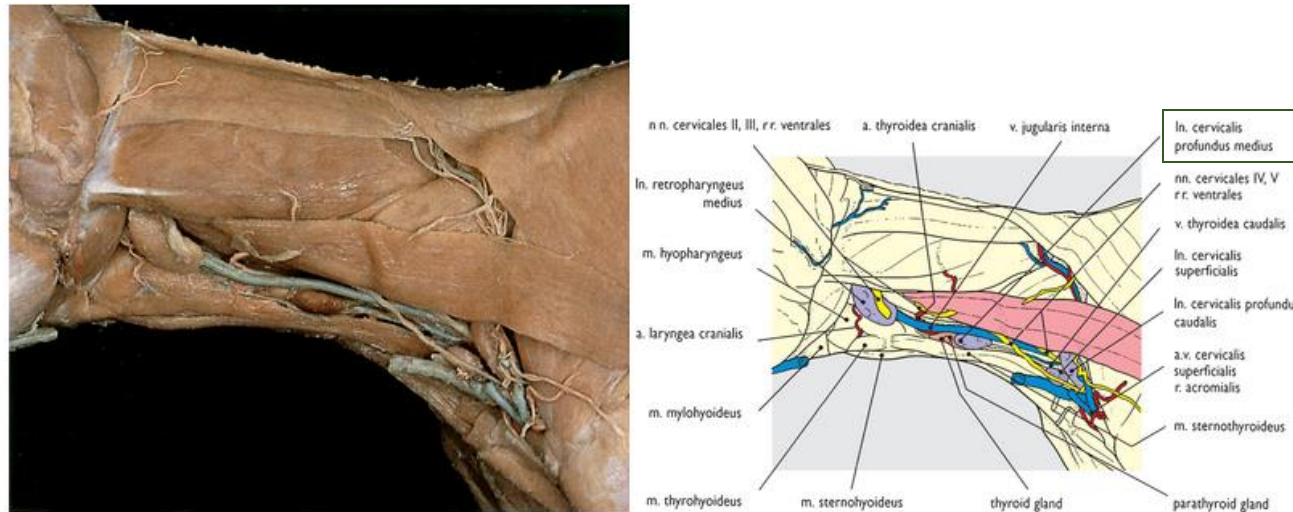 n n. cervicales II, III, r r. ventrales
a. thyroidea cranialis
v. jugularis interna
ln. cervicalis
profundus medius
ln. retropharyngeus
medius
nn. cervicales IV, V
r r. ventrales
v. thyroidea caudalis
m. hyopharyngeus
ln. cervicalis
superficialis
ln. cervicalis profundu
caudalis
a. laryngea cranialis
a.v. cervicalis
superficialis
r. acromialis
m. mylohyoideus
m. sternothyroideus
m. thyrohyoideus
m. sternohyoideus
thyroid gland
parathyroid gland